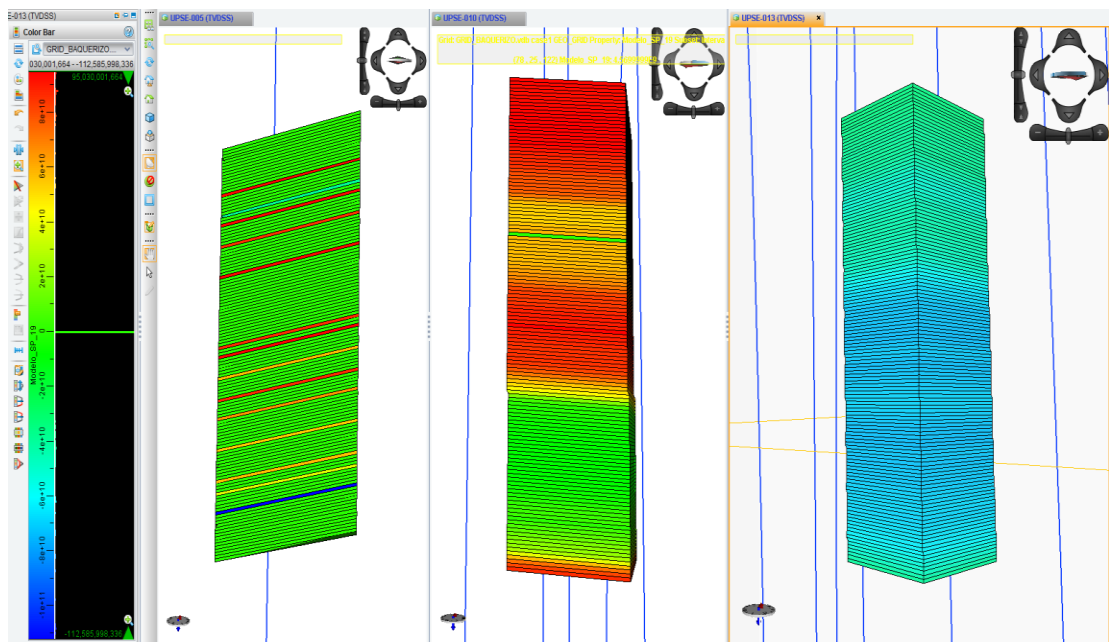 E-013 (TVDSS)
Color Bar
GRID_BAQUERIZO...
030,001,664 - -112,585,998,336
95,030,001,664
8e+10
6e+10
4e+10
2e+10
0
-2e+10
-4e+10
-6e+10
-8e+10
-1e+11
Modelo_SP_19
-112,585,998,336
UPSE-005 (TVDSS)
UPSE-010 (TVDSS)
UPSE-013 (TVDSS)